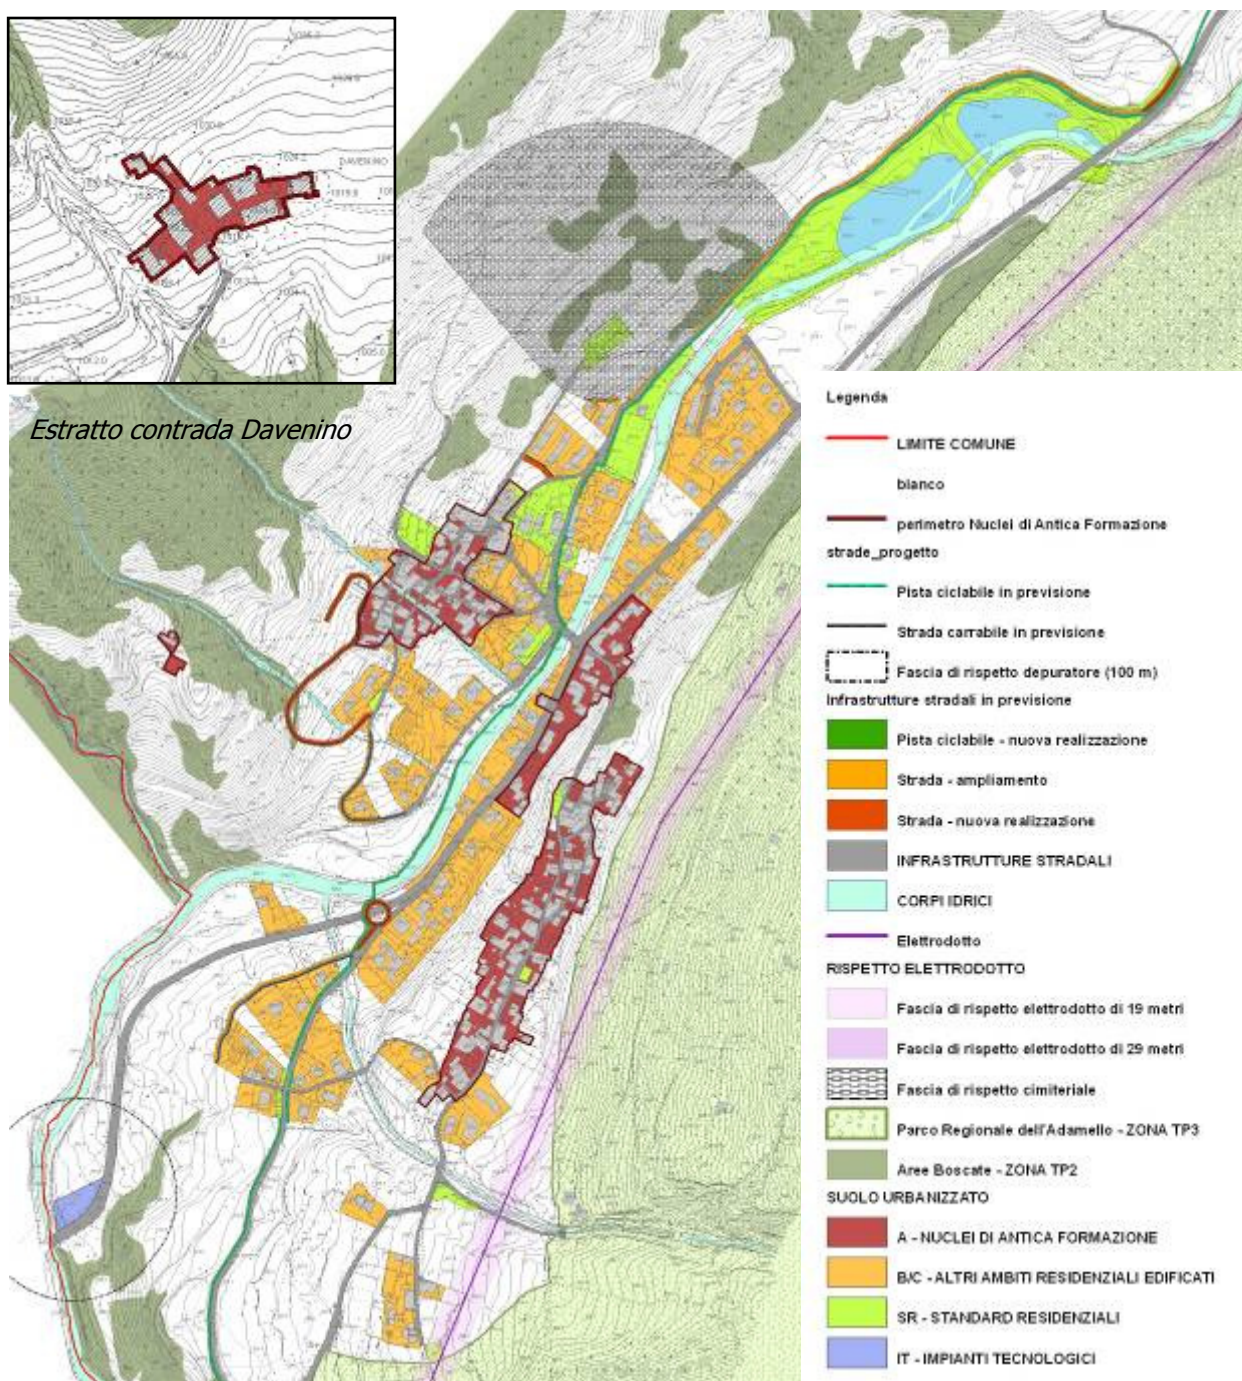 DAVENINO
Estratto contrada Davenino
Legenda
LIMITE COMUNE
bianco
perimetro Nuclei di Antica Formazione
strade_progetto
Pista ciclabile in previsione
Strada carrabile in previsione
Fascia di rispetto depuratore (100 m)
Infrastrutture stradali in previsione
Pista ciclabile - nuova realizzazione
Strada - ampliamento
Strada - nuova realizzazione
INFRASTRUTTURE STRADALI
CORPI IDRICI
Elettrodotto
RISPETTO ELETTRODOTTO
Fascia di rispetto elettrodotto di 19 metri
Fascia di rispetto elettrodotto di 29 metri
Fascia di rispetto cimiteriale
Parco Regionale dell'Adamello - ZONA TP3
Aree Boscate - ZONA TP2
SUOLO URBANIZZATO
A - NUCLEI DI ANTICA FORMAZIONE
B/C - ALTRI AMBITI RESIDENZIALI EDIFICATI
SR - STANDARD RESIDENZIALI
IT - IMPIANTI TECNOLOGICI